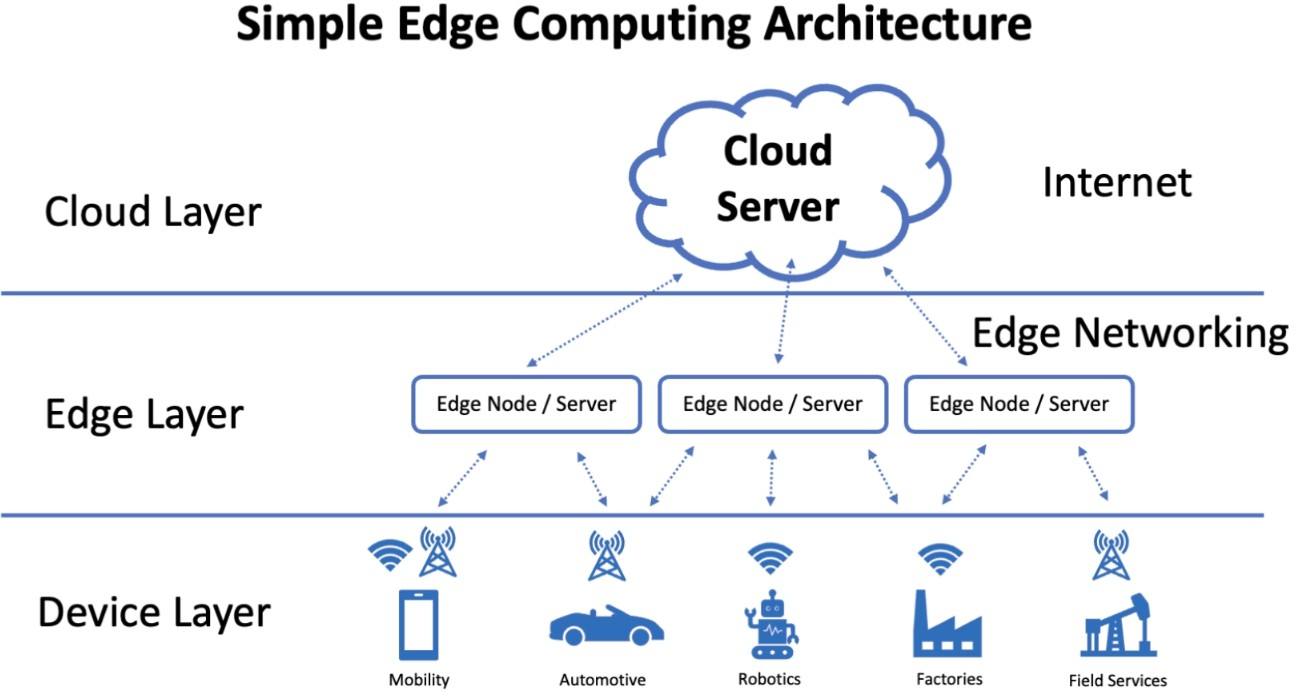 Simple Edge Computing Architecture
Cloud
Server
Internet
Cloud Layer
Edge Networking
Edge Layer
Edge Node / Server
Edge Node / Server
Edge Node / Server
Device Layer
Mobility
Automotive
Robotics
Factories
Field Services